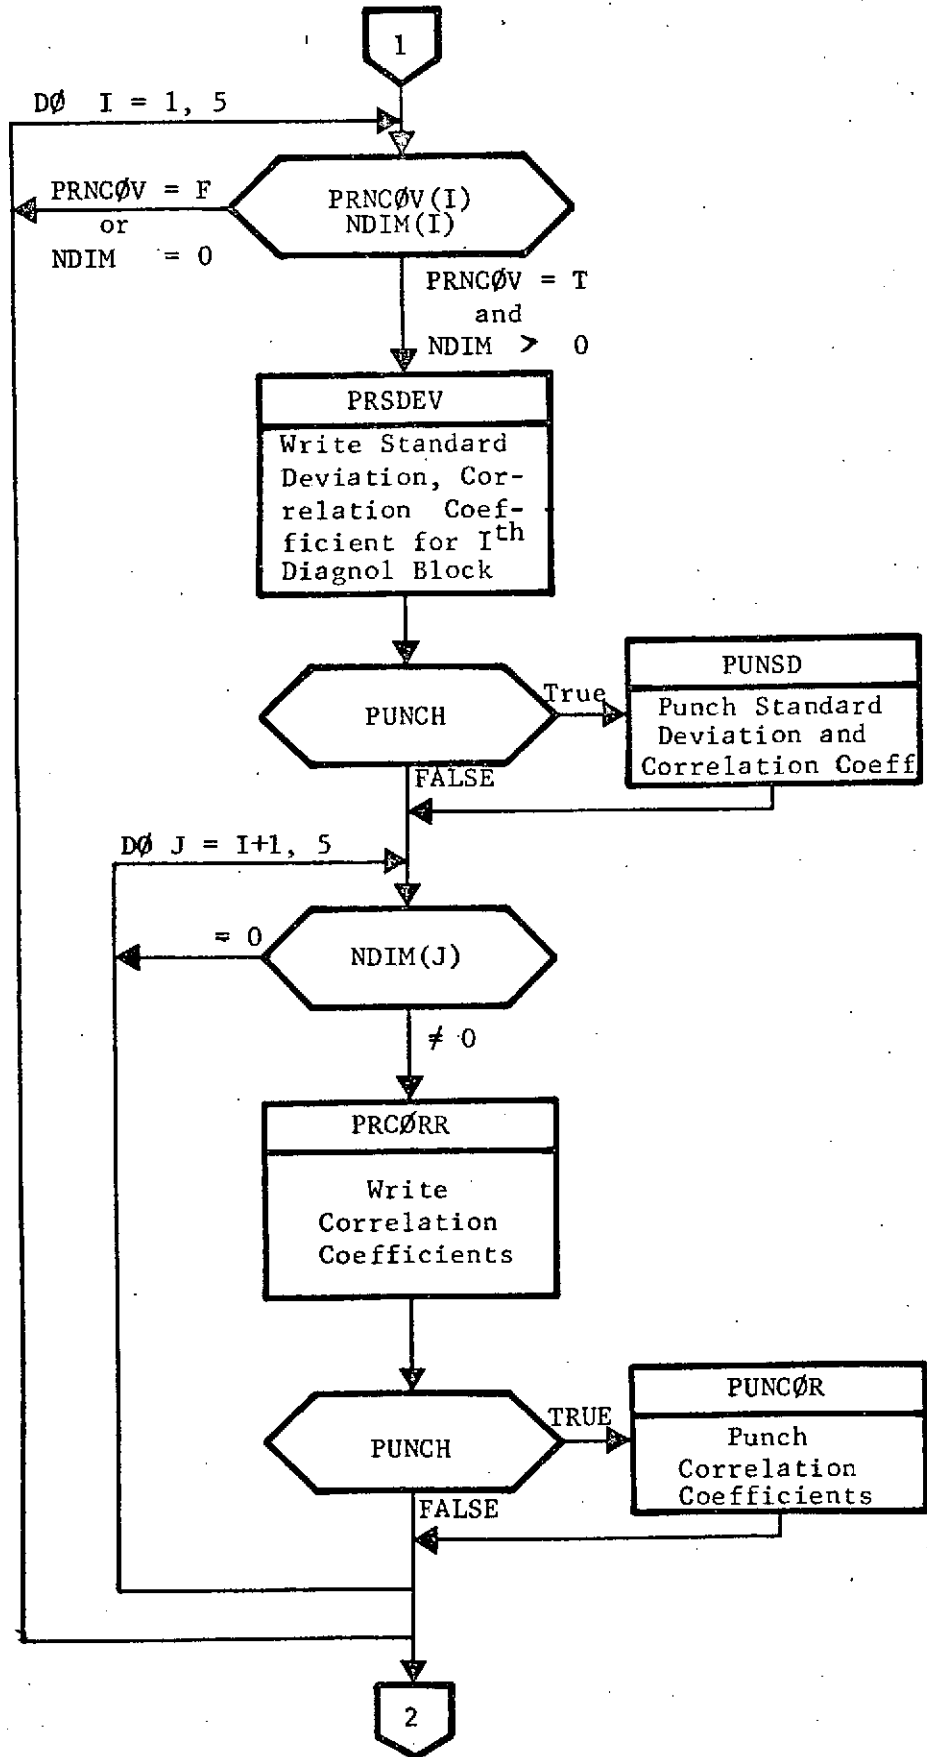 1
DØ I = 1, 5
PRNCØV(I)
NDIM(I)
PRNCØV = F
or
NDIM = 0
PRNCØV = T
and
NDIM > 0
PRSDEV
Write Standard
Deviation, Cor-
relation Coef-
ficient for Ith
Diagnol Block
PUNCH
True
PUNSD
Punch Standard
Deviation and
Correlation Coeff
FALSE
DØ J = I+1, 5
= 0
NDIM(J)
≠ 0
PRCØRR
Write
Correlation
Coefficients
PUNCH
TRUE
PUNCØR
Punch
Correlation
Coefficients
FALSE
2